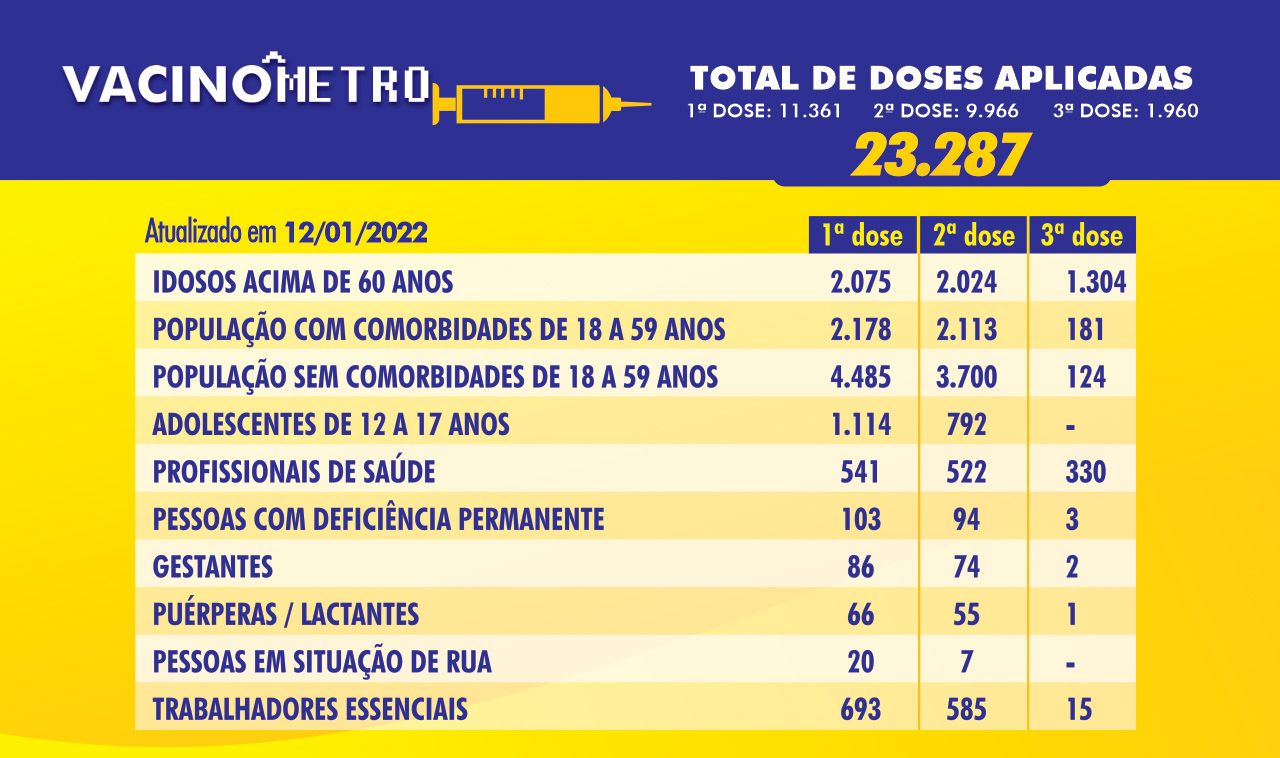 VACINÔMETRO
TOTAL DE DOSES APLICADAS
1ª DOSE: 11.361 2ª DOSE: 9.966 3ª DOSE: 1.960
23.287
Atualizado em 12/01/2022 1ª dose 2ª dose 3ª dose
IDOSOS ACIMA DE 60 ANOS 2.075 2.024 1.304
POPULAÇÃO COM COMORBIDADES DE 18 A 59 ANOS 2.178 2.113 181
POPULAÇÃO SEM COMORBIDADES DE 18 A 59 ANOS 4.485 3.700 124
ADOLESCENTES DE 12 A 17 ANOS 1.114 792 -
PROFISSIONAIS DE SAÚDE 541 522 330
PESSOAS COM DEFICIÊNCIA PERMANENTE 103 94 3
GESTANTES 86 74 2
PUÉRPERAS / LACTANTES 66 55 1
PESSOAS EM SITUAÇÃO DE RUA 20 7 -
TRABALHADORES ESSENCIAIS 693 585 15